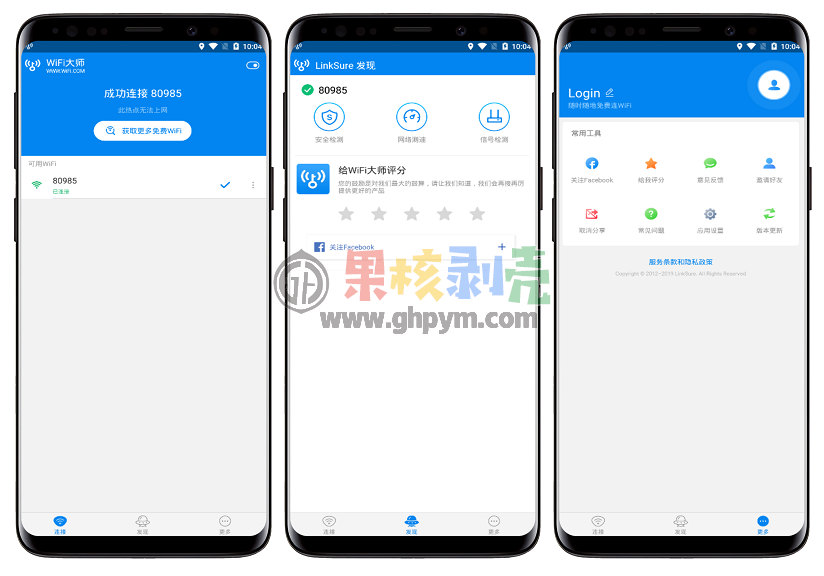 10:04
WiFi大师
WWW.WIFI.COM
成功连接 80985
此热点无法上网
获取更多免费WiFi
可用WiFi
80985
已连接
连接
发现
更多
10:04
LinkSure 发现
80985
安全检测
网络测速
信号检测
给WiFi大师评分
您的鼓励是对我们最大的鼓舞，请让我们知道，我们会再接再厉
提供更好的产品
关注Facebook
果核剥壳
www.ghpym.com
连接
发现
更多
10:04
Login
随时随地免费连WiFi
常用工具
关注Facebook
给我评分
意见反馈
邀请好友
取消分享
常见问题
应用设置
版本更新
服务条款和隐私政策
Copyright © 2012-2019 LinkSure. All Rights Reserved
连接
发现
更多